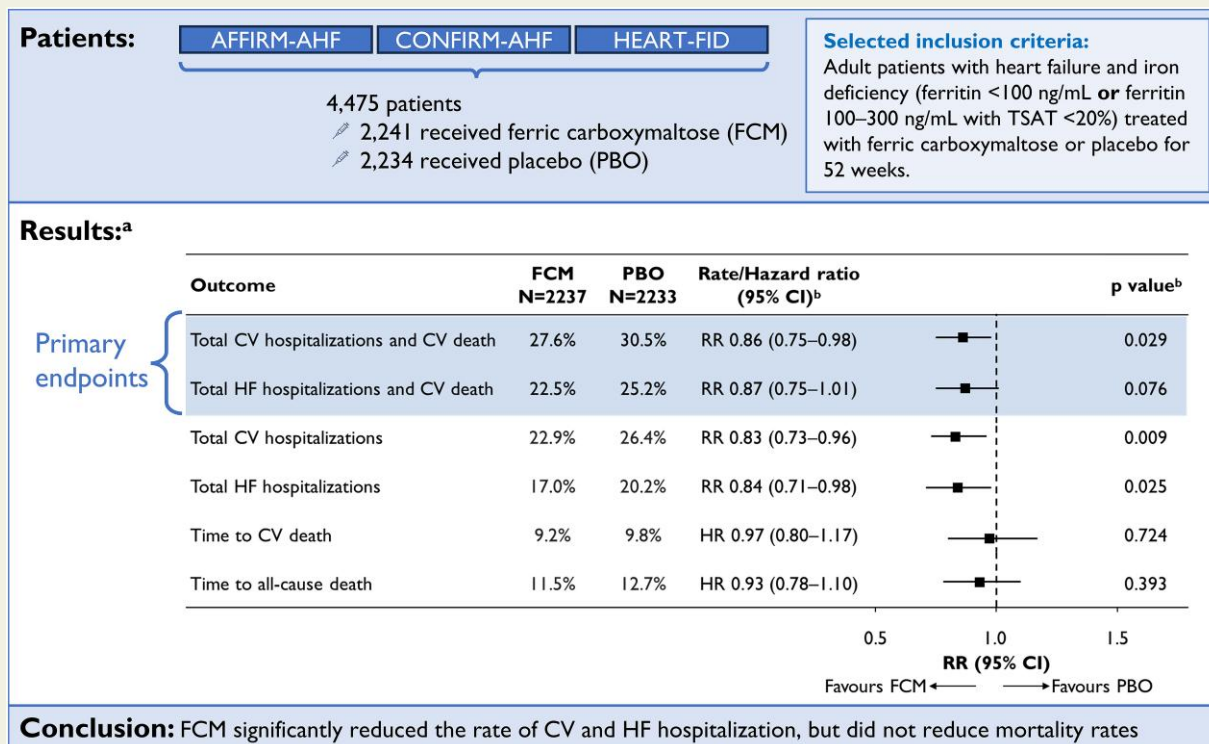 Patients:
AFFIRM-AHF CONFIRM-AHF HEART-FID
4,475 patients
2,241 received ferric carboxymaltose (FCM)
2,234 received placebo (PBO)
Selected inclusion criteria:
Adult patients with heart failure and iron
deficiency (ferritin <100 ng/mL or ferritin
100–300 ng/mL with TSAT <20%) treated
with ferric carboxymaltose or placebo for
52 weeks.
Results:ᵃ
Outcome FCM N=2237 PBO N=2233 Rate/Hazard ratio (95% CI)ᵇ p valueᵇ
Primary endpoints
Total CV hospitalizations and CV death 27.6% 30.5% RR 0.86 (0.75–0.98) 0.029
Total HF hospitalizations and CV death 22.5% 25.2% RR 0.87 (0.75–1.01) 0.076
Total CV hospitalizations 22.9% 26.4% RR 0.83 (0.73–0.96) 0.009
Total HF hospitalizations 17.0% 20.2% RR 0.84 (0.71–0.98) 0.025
Time to CV death 9.2% 9.8% HR 0.97 (0.80–1.17) 0.724
Time to all-cause death 11.5% 12.7% HR 0.93 (0.78–1.10) 0.393
0.5 1.0 1.5
RR (95% CI)
Favours FCM Favours PBO
Conclusion: FCM significantly reduced the rate of CV and HF hospitalization, but did not reduce mortality rates